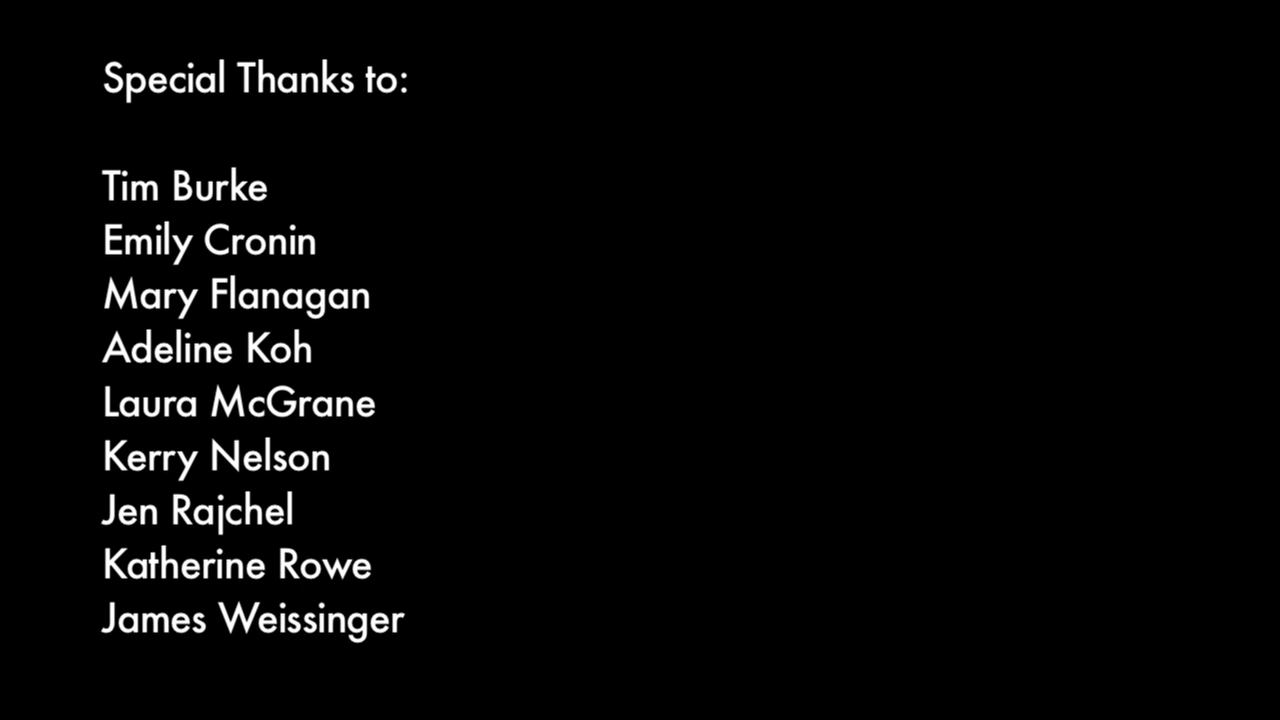 Special Thanks to:
Tim Burke
Emily Cronin
Mary Flanagan
Adeline Koh
Laura McGrane
Kerry Nelson
Jen Rajchel
Katherine Rowe
James Weissinger